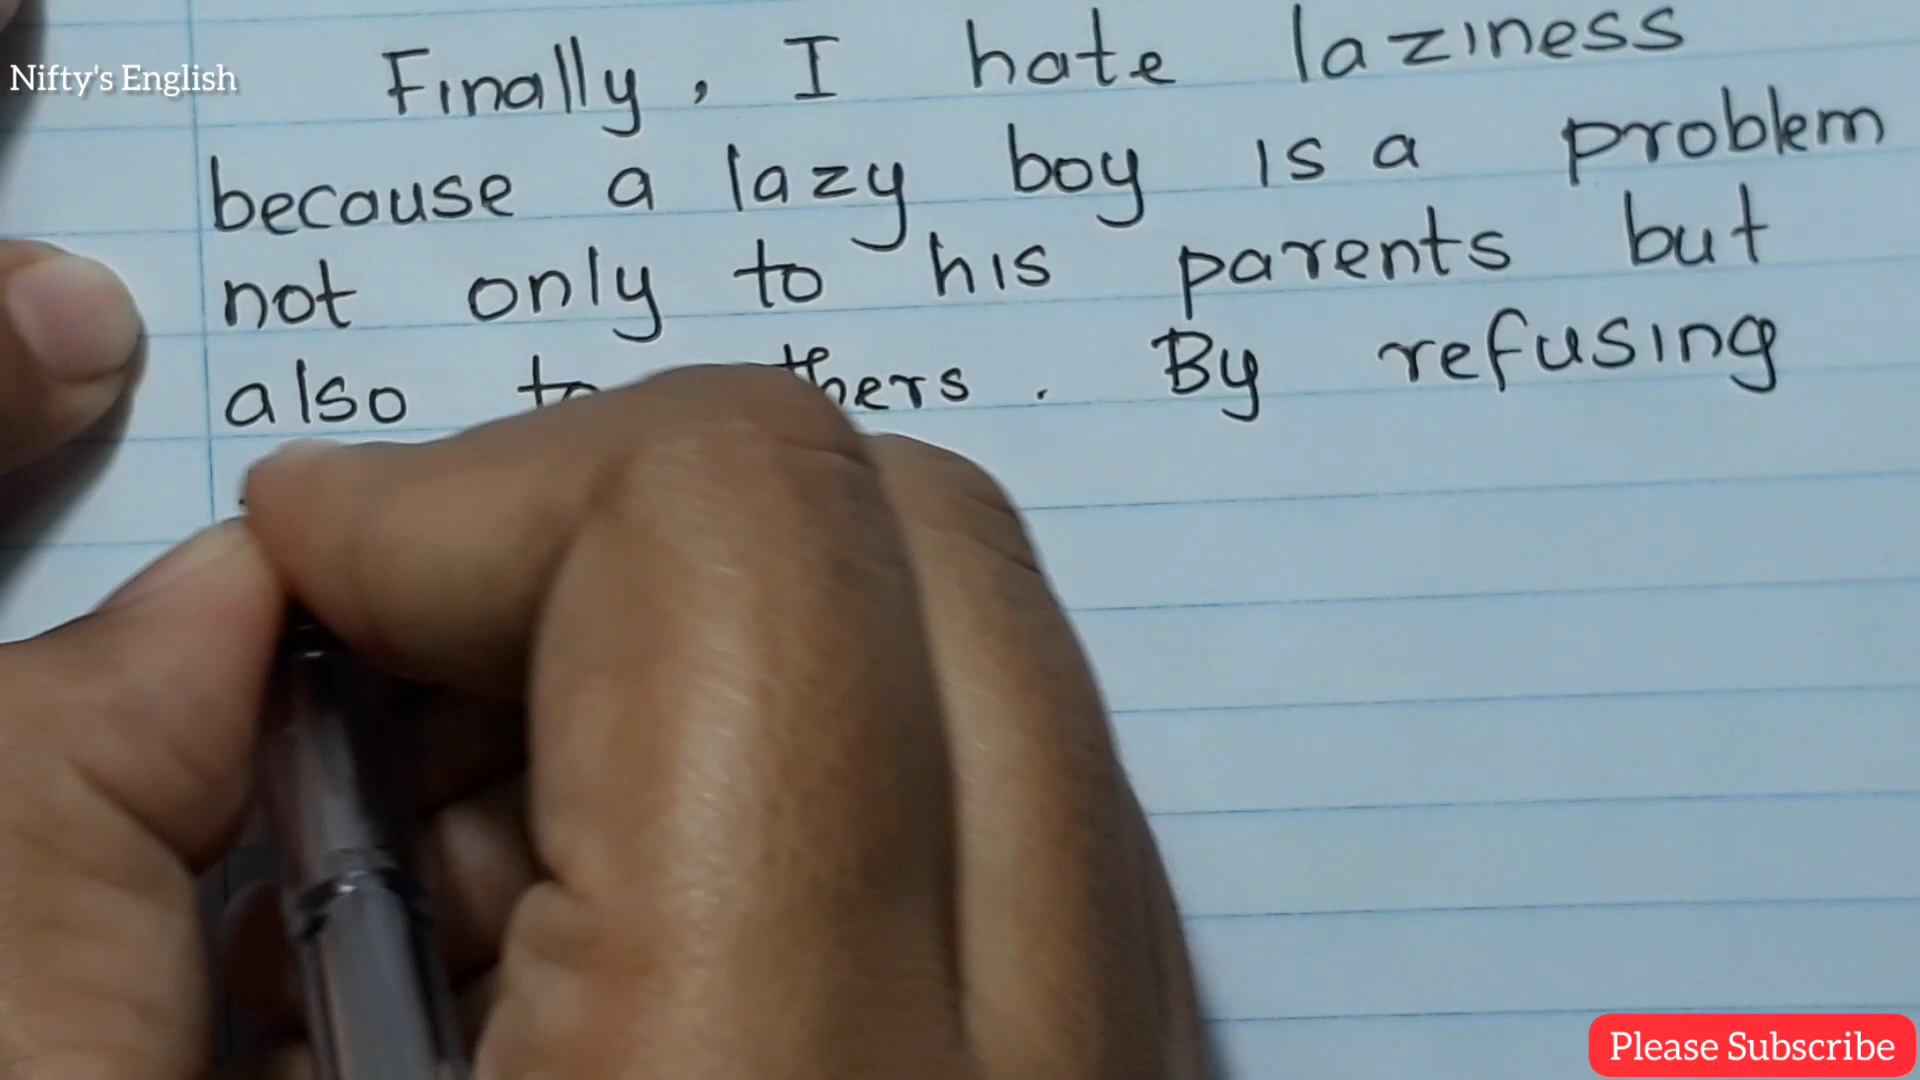 Nifty's English
Finally, I hate laziness
because a lazy boy is a problem
not only to his parents but
also to others. By refusing
Please Subscribe